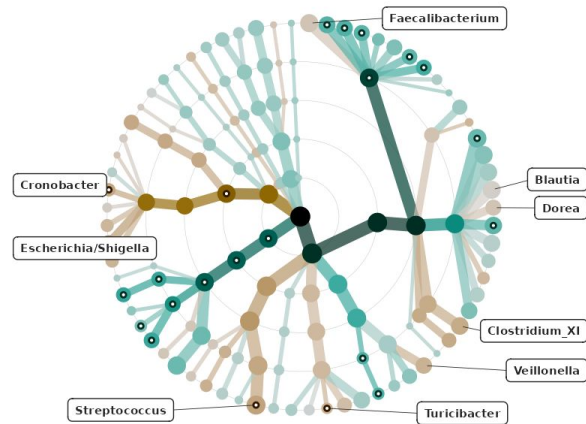 Faecalibacterium
Blautia
Cronobacter
Dorea
Escherichia/Shigella
Clostridium_XI
Veillonella
Streptococcus
Turicibacter